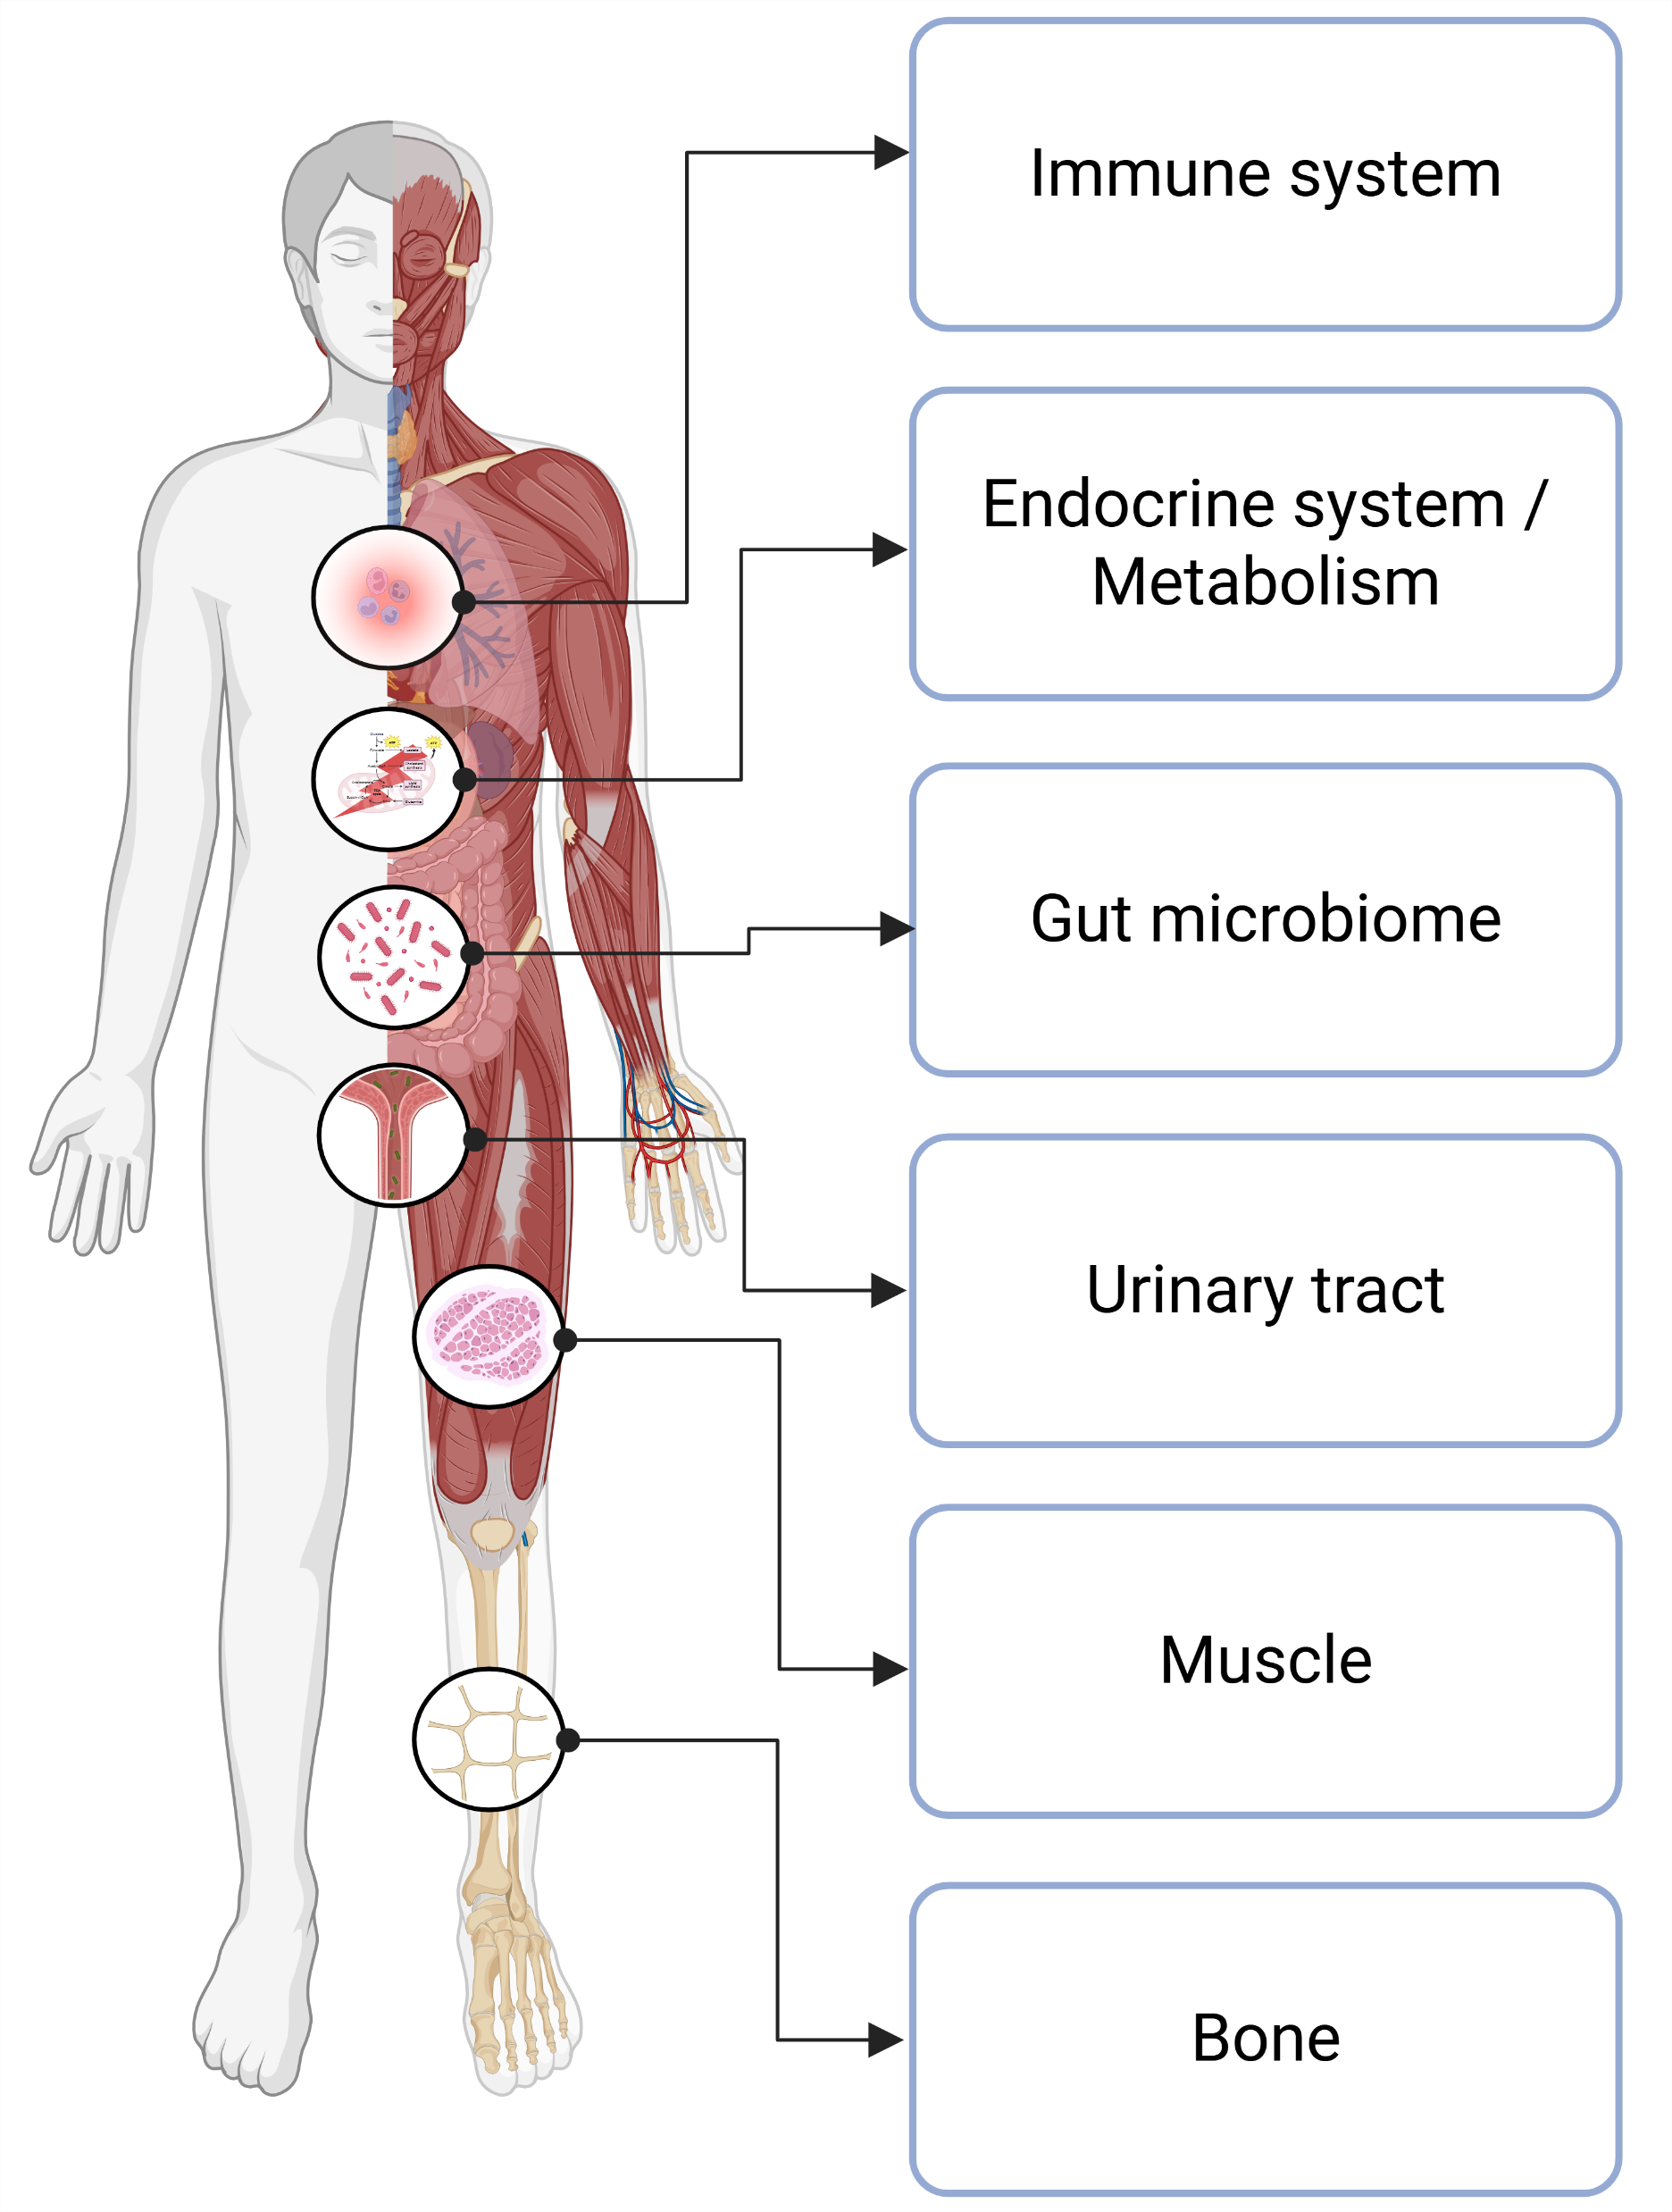 Immune system
Endocrine system /
Metabolism
Gut microbiome
Urinary tract
Muscle
Bone